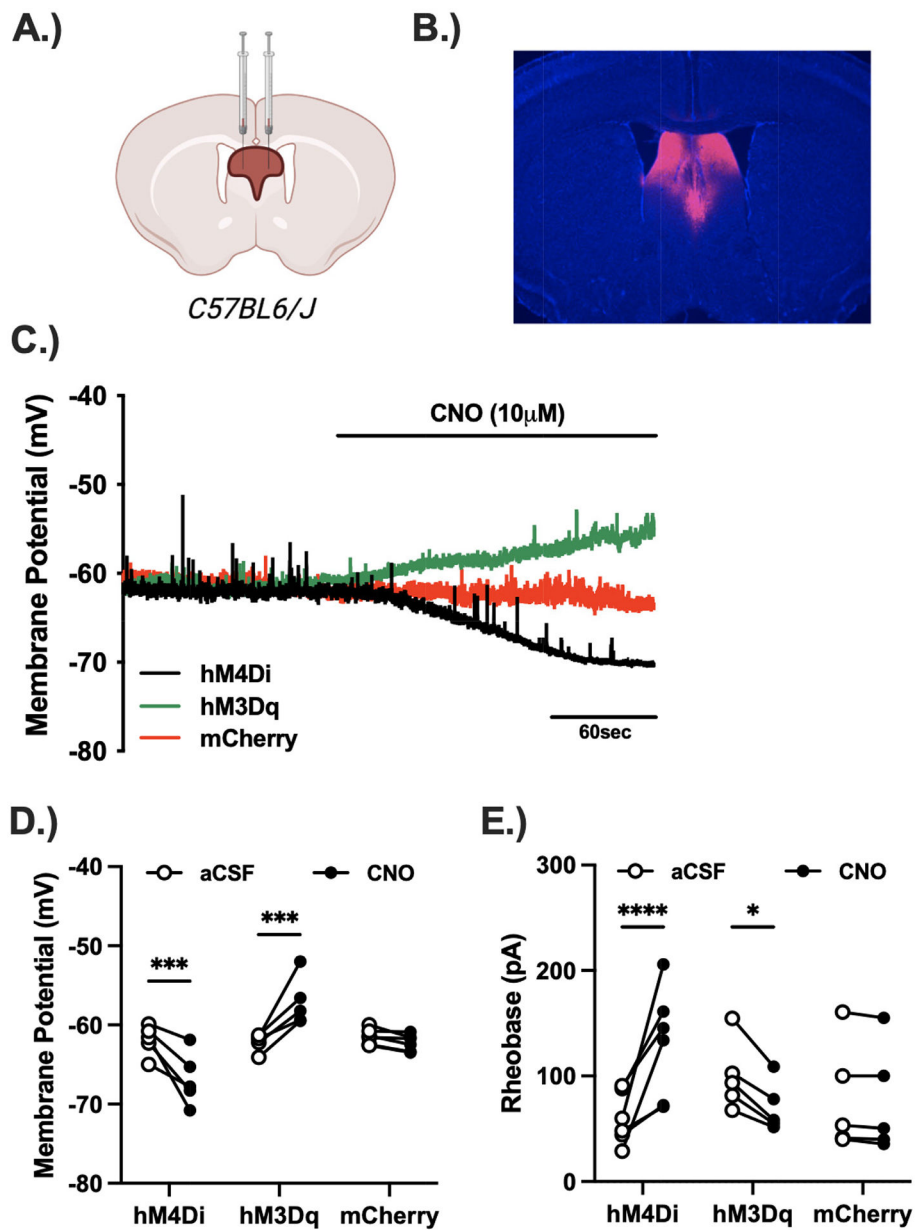 A.)
B.)
C57BL6/J
C.)
Membrane Potential (mV)
-40
-50
-60
-70
-80
CNO (10μM)
hM4Di
hM3Dq
mCherry
60sec
D.)
Membrane Potential (mV)
-40
-50
-60
-70
-80
aCSF
CNO
***
***
hM4Di
hM3Dq
mCherry
E.)
Rheobase (pA)
300
200
100
0
aCSF
CNO
****
*
hM4Di
hM3Dq
mCherry